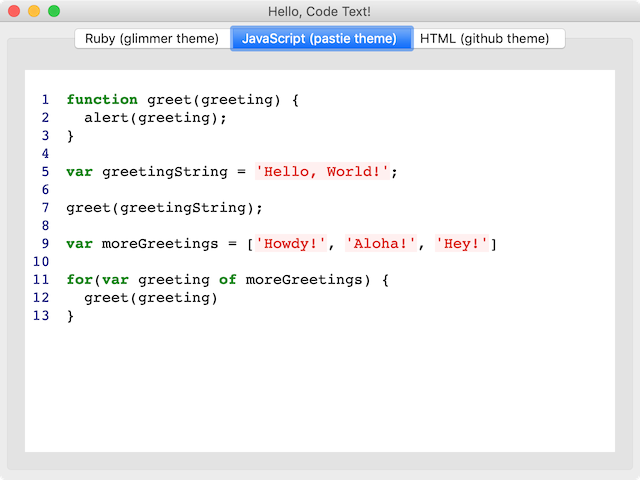 Hello, Code Text!
Ruby (glimmer theme) JavaScript (pastie theme) HTML (github theme)
1 function greet(greeting) {
2   alert(greeting);
3 }
4
5 var greetingString = 'Hello, World!';
6
7 greet(greetingString);
8
9 var moreGreetings = ['Howdy!', 'Aloha!', 'Hey!']
10
11 for(var greeting of moreGreetings) {
12   greet(greeting)
13 }